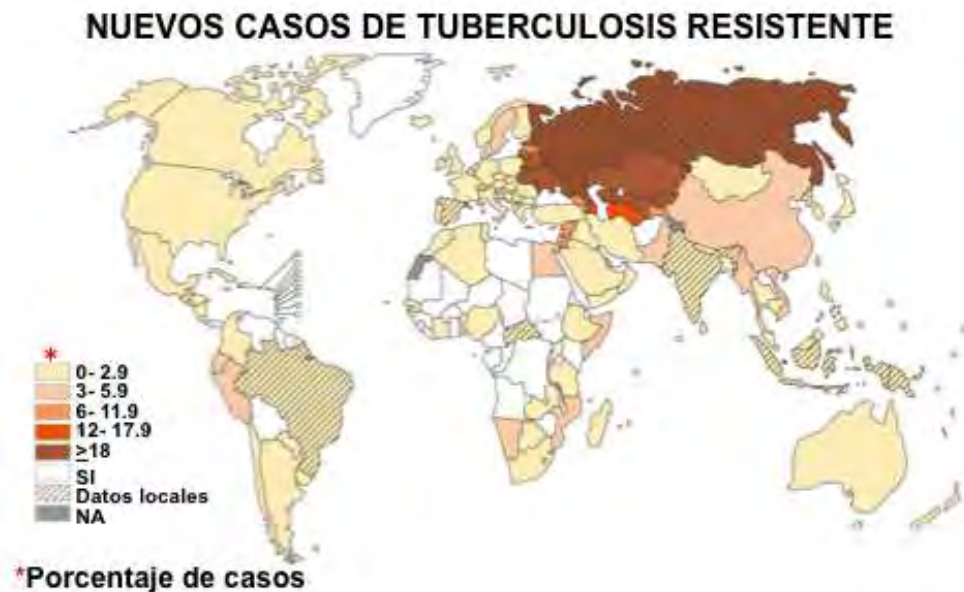 NUEVOS CASOS DE TUBERCULOSIS RESISTENTE
*
0- 2.9
3- 5.9
6- 11.9
12- 17.9
≥18
SI
Datos locales
NA
*Porcentaje de casos